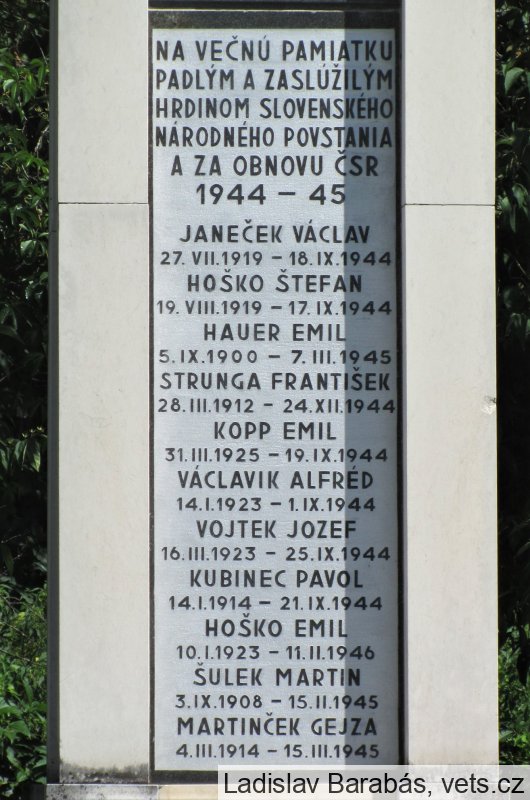 NA VEČNÚ PAMIATKU
PADLÝM A ZASLÚŽILÝM
HRDINOM SLOVENSKÉHO
NÁRODNÉHO POVSTANIA
A ZA OBNOVU ČSR
1944 – 45
JANEČEK VÁCLAV
27. VII. 1919 – 18. IX. 1944
HOŠKO ŠTEFAN
19. VIII. 1919 – 17. IX. 1944
HAUER EMIL
5. IX. 1900 – 7. III. 1945
STRUNGA FRANTIŠEK
28. III. 1912 – 24. XII. 1944
KOPP EMIL
31. III. 1925 – 19. IX. 1944
VÁCLAVIK ALFRÉD
14. I. 1923 – 1. IX. 1944
VOJTEK JOZEF
16. III. 1923 – 25. IX. 1944
KUBINEC PAVOL
14. I. 1914 – 21. IX. 1944
HOŠKO EMIL
10. I. 1923 – 11. II. 1946
ŠULEK MARTIN
3. IX. 1908 – 15. II. 1945
MARTINČEK GEJZA
4. III. 1914 – 15. III. 1945
Ladislav Barabás, vets.cz